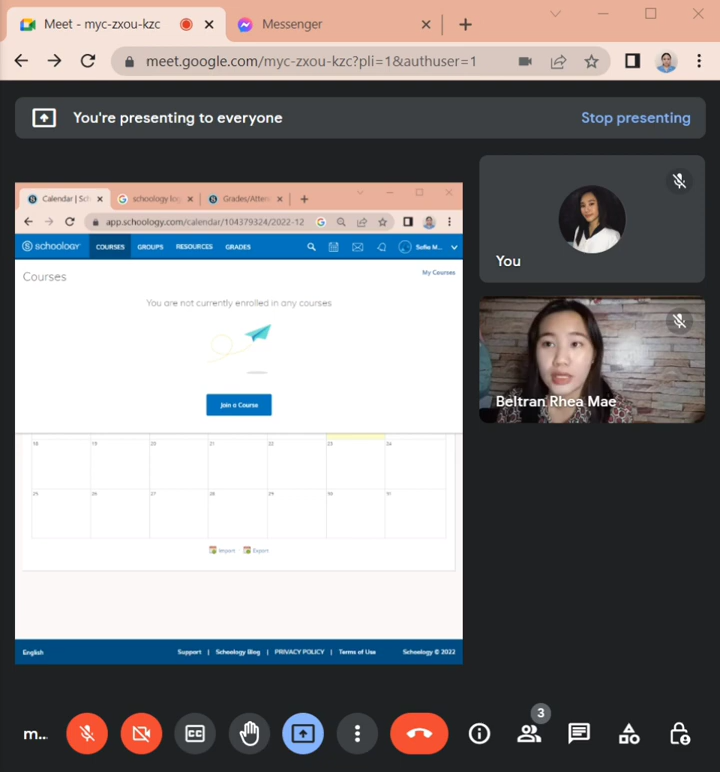 Meet - myc-zxou-kzc
Messenger
meet.google.com/myc-zxou-kzc?pli=1&authuser=1
You're presenting to everyone
Stop presenting
Calendar | Sch
schoology log
Grades/Atten
app.schoology.com/calendar/104379324/2022-12
schoology
COURSES
GROUPS
RESOURCES
GRADES
Sofie M...
Courses
My Courses
You are not currently enrolled in any courses
Join a Course
18 19 20 21 22 23 24
25 26 27 28 29 30 31
Import
Export
English
Support | Schoology Blog | PRIVACY POLICY | Terms of Use
Schoology © 2022
You
Beltran Rhea Mae
m...
CC
3